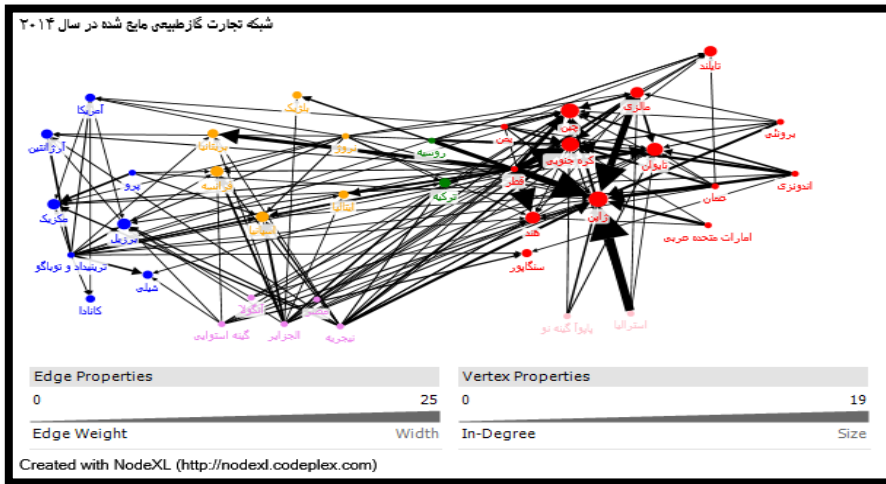 شبکه تجارت گاز طبیعی مایع شده در سال ۲۰۱۴
تایلند
آمریکا
بلژیک
مالزی
آرژانتین
بریتانیا
نروژ
روسیه
یمن
چین
برونئی
کره جنوبی
تایوان
پرو
فرانسه
ترکیه
قطر
اندونزی
مکزیک
ایتالیا
عمان
ژاپن
برزیل
اسپانیا
هند
امارات متحده عربی
ترینیداد و توباگو
سنگاپور
شیلی
کانادا
آنگولا
مصر
گینه استوایی
الجزایر
نیجریه
پاپوآ گینه نو
استرالیا
Edge Properties
0 25
Edge Weight Width
Vertex Properties
0 19
In-Degree Size
Created with NodeXL (http://nodexl.codeplex.com)